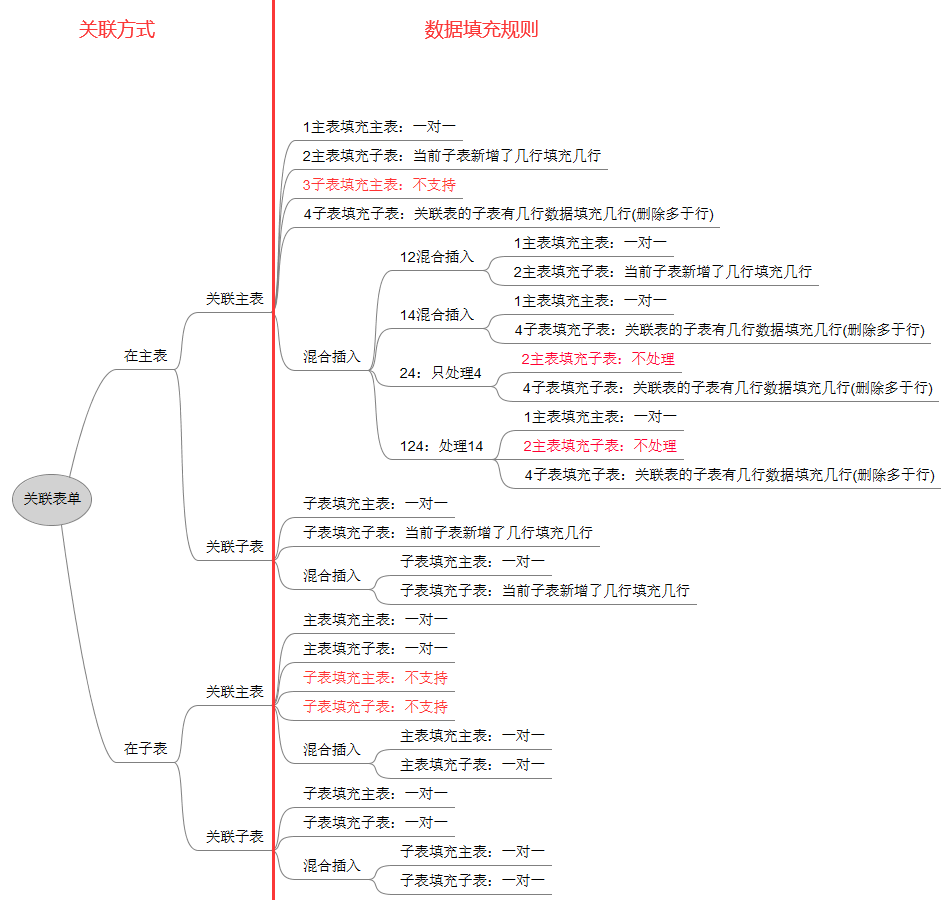 关联方式
数据填充规则
1主表填充主表：一对一
2主表填充子表：当前子表新增了几行填充几行
3子表填充主表：不支持
4子表填充子表：关联表的子表有几行数据填充几行(删除多于行)
12混合插入
1主表填充主表：一对一
2主表填充子表：当前子表新增了几行填充几行
关联主表
14混合插入
1主表填充主表：一对一
4子表填充子表：关联表的子表有几行数据填充几行(删除多于行)
在主表
混合插入
24：只处理4
2主表填充子表：不处理
4子表填充子表：关联表的子表有几行数据填充几行(删除多于行)
124：处理14
1主表填充主表：一对一
2主表填充子表：不处理
4子表填充子表：关联表的子表有几行数据填充几行(删除多于行)
关联表单
子表填充主表：一对一
子表填充子表：当前子表新增了几行填充几行
关联子表
混合插入
子表填充主表：一对一
子表填充子表：当前子表新增了几行填充几行
主表填充主表：一对一
主表填充子表：一对一
子表填充主表：不支持
关联主表
子表填充子表：不支持
在子表
混合插入
主表填充主表：一对一
主表填充子表：一对一
子表填充主表：一对一
子表填充子表：一对一
关联子表
混合插入
子表填充主表：一对一
子表填充子表：一对一